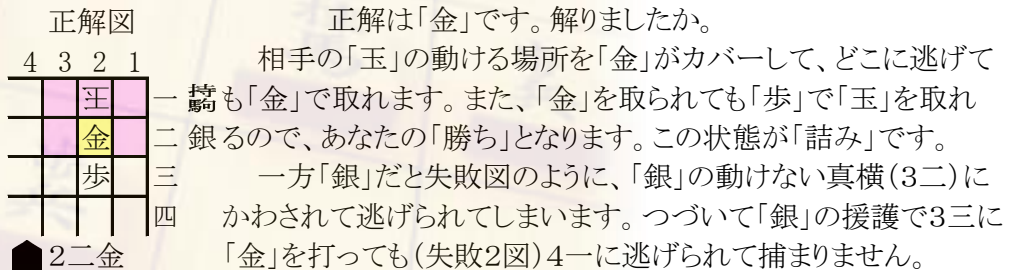 正解図
4 3 2 1
王 一
金 二
歩 三
四
持駒 銀
☗2二金
正解は「金」です。解りましたか。
相手の「玉」の動ける場所を「金」がカバーして、どこに逃げて
も「金」で取れます。また、「金」を取られても「歩」で「玉」を取れ
るので、あなたの「勝ち」となります。この状態が「詰み」です。
一方「銀」だと失敗図のように、「銀」の動けない真横(3二)に
かわされて逃げられてしまいます。つづいて「銀」の援護で3三に
「金」を打っても(失敗2図)4一に逃げられて捕まりません。